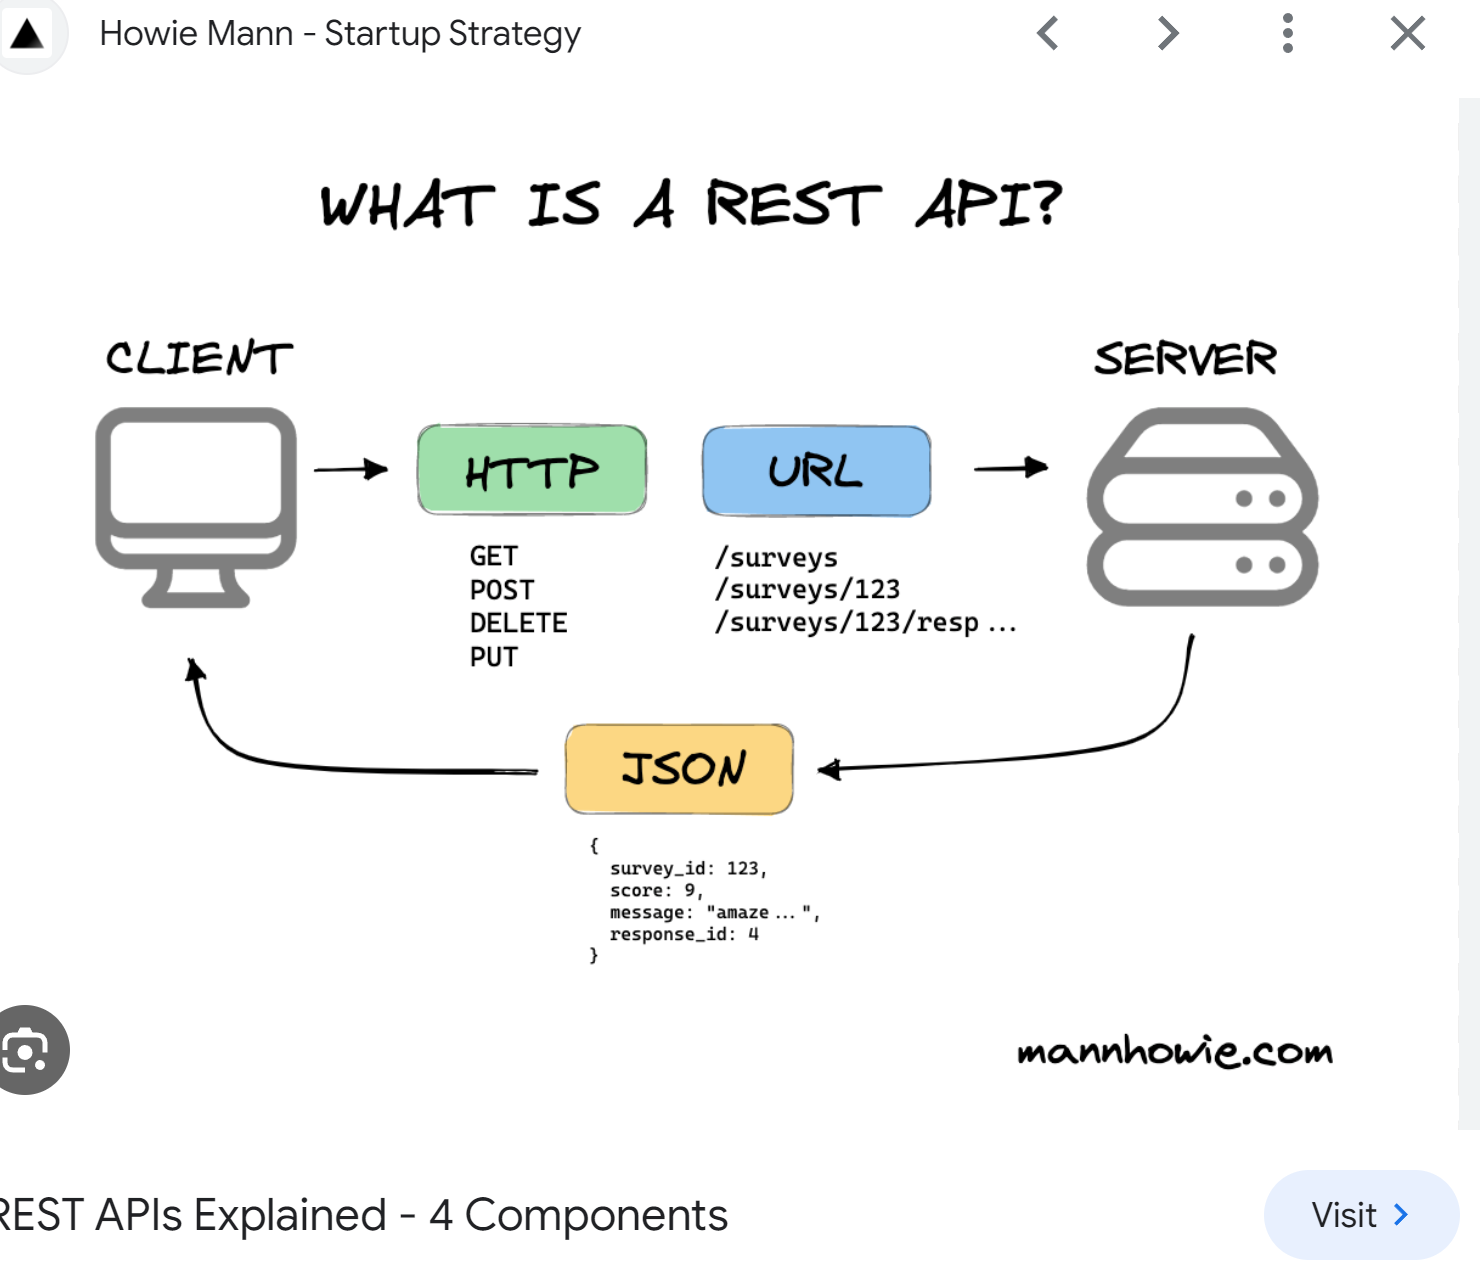 Howie Mann - Startup Strategy
WHAT IS A REST API?
CLIENT
SERVER
HTTP
URL
GET
POST
DELETE
PUT
/surveys
/surveys/123
/surveys/123/resp ...
JSON
{
survey_id: 123,
score: 9,
message: "amaze ... ",
response_id: 4
}
mannhowie.com
REST APIs Explained - 4 Components
Visit